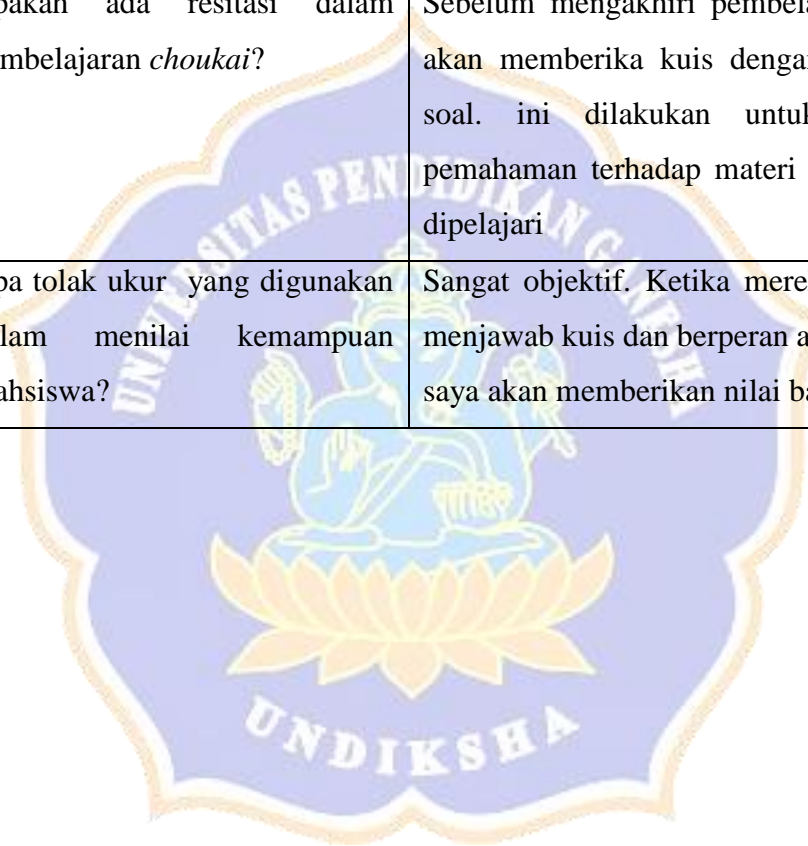 pakah ada resitasi dalam
mbelajaran choukai?
Sebelum mengakhiri pembela
akan memberika kuis denga
soal. ini dilakukan untuk
pemahaman terhadap materi
dipelajari
pa tolak ukur yang digunakan
lam menilai kemampuan
ahsiswa?
Sangat objektif. Ketika mere
menjawab kuis dan berperan a
saya akan memberikan nilai ba
UNIVERSITAS PENDIDIKAN GANESHA
UNDIKSHA